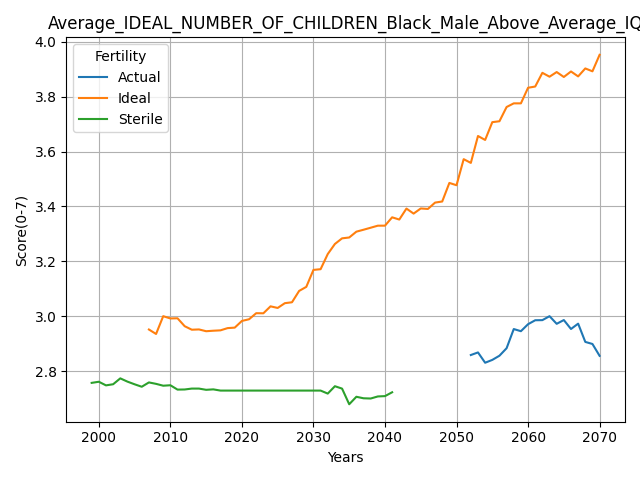 Average_IDEAL_NUMBER_OF_CHILDREN_Black_Male_Above_Average_IQ
Fertility
Actual
Ideal
Sterile
Score(0-7)
4.0
3.8
3.6
3.4
3.2
3.0
2.8
2000 2010 2020 2030 2040 2050 2060 2070
Years